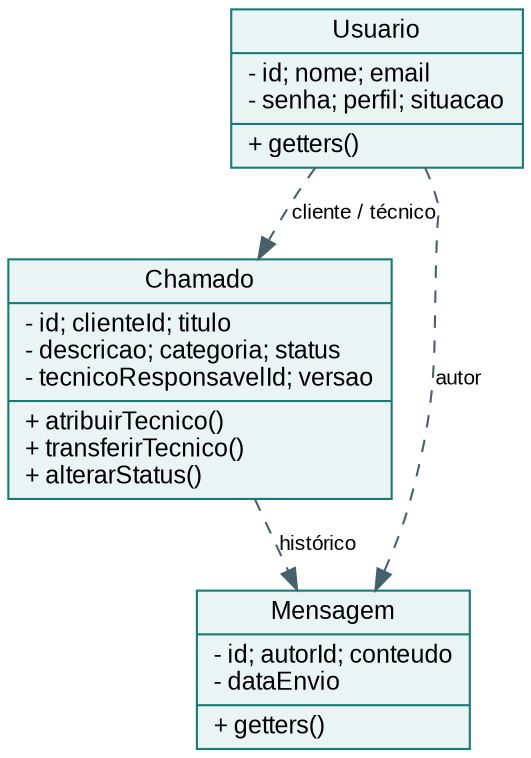 Usuario
- id; nome; email
- senha; perfil; situacao
+ getters()
cliente / técnico
Chamado
- id; clienteId; titulo
- descricao; categoria; status
- tecnicoResponsavelId; versao
+ atribuirTecnico()
+ transferirTecnico()
+ alterarStatus()
autor
histórico
Mensagem
- id; autorId; conteudo
- dataEnvio
+ getters()